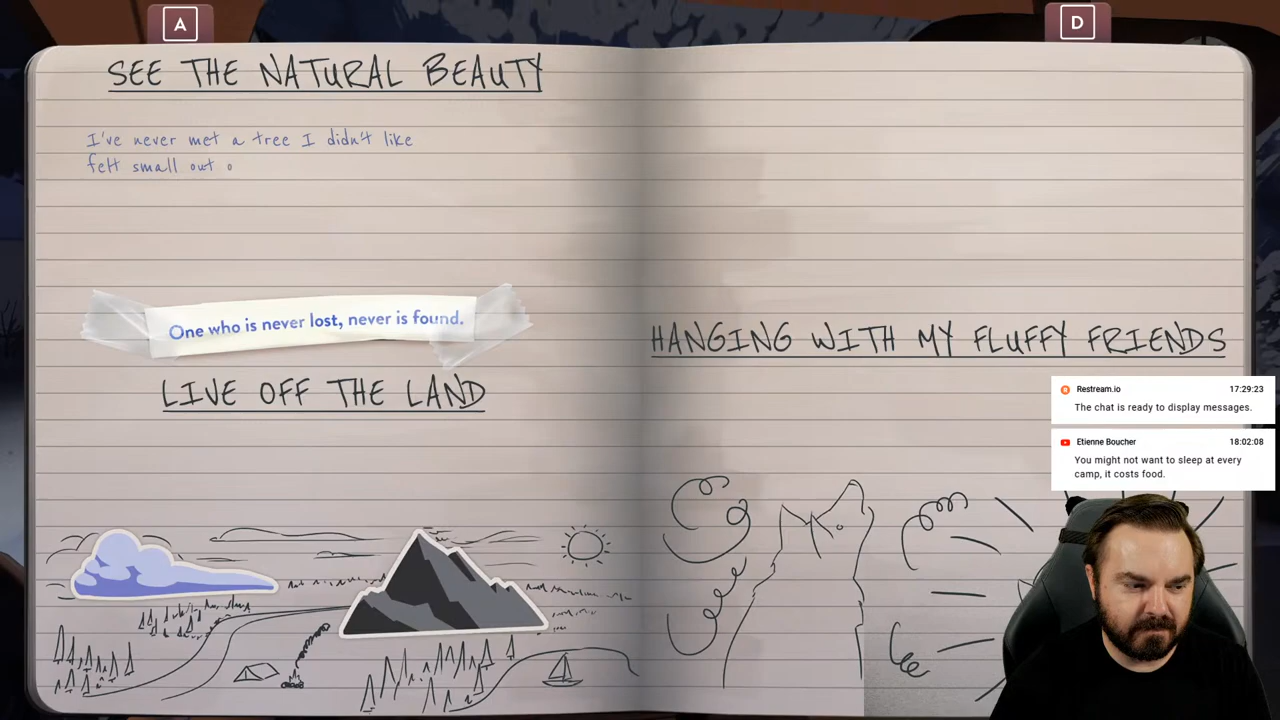 A
D
SEE THE NATURAL BEAUTY
I've never met a tree I didn't like
felt small out o
One who is never lost, never is found.
LIVE OFF THE LAND
HANGING WITH MY FLUFFY FRIENDS
Restream.io 17:29:23
The chat is ready to display messages.
Etienne Boucher 18:02:08
You might not want to sleep at every
camp, it costs food.